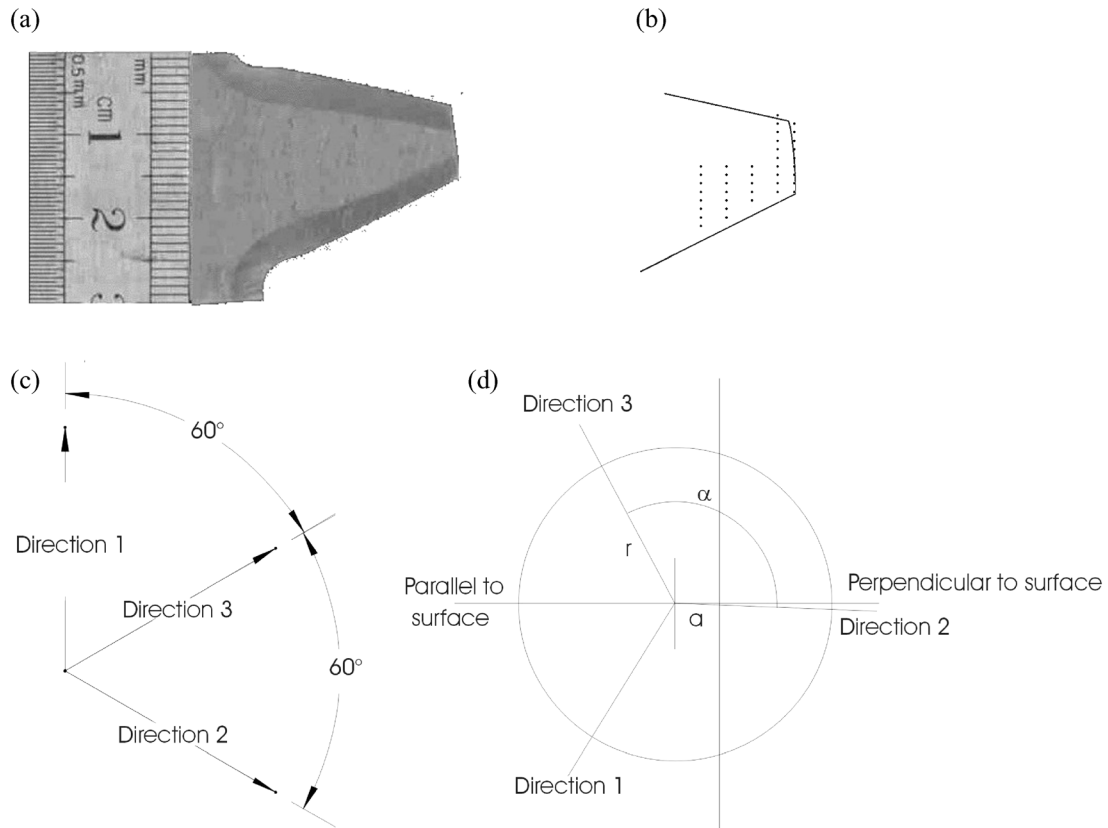 (a)
(b)
0.5 mm
mm
cm
1
2
(c)
(d)
60°
Direction 1
Direction 3
60°
Direction 2
Direction 3
α
r
Parallel to
surface
Perpendicular to surface
a
Direction 2
Direction 1